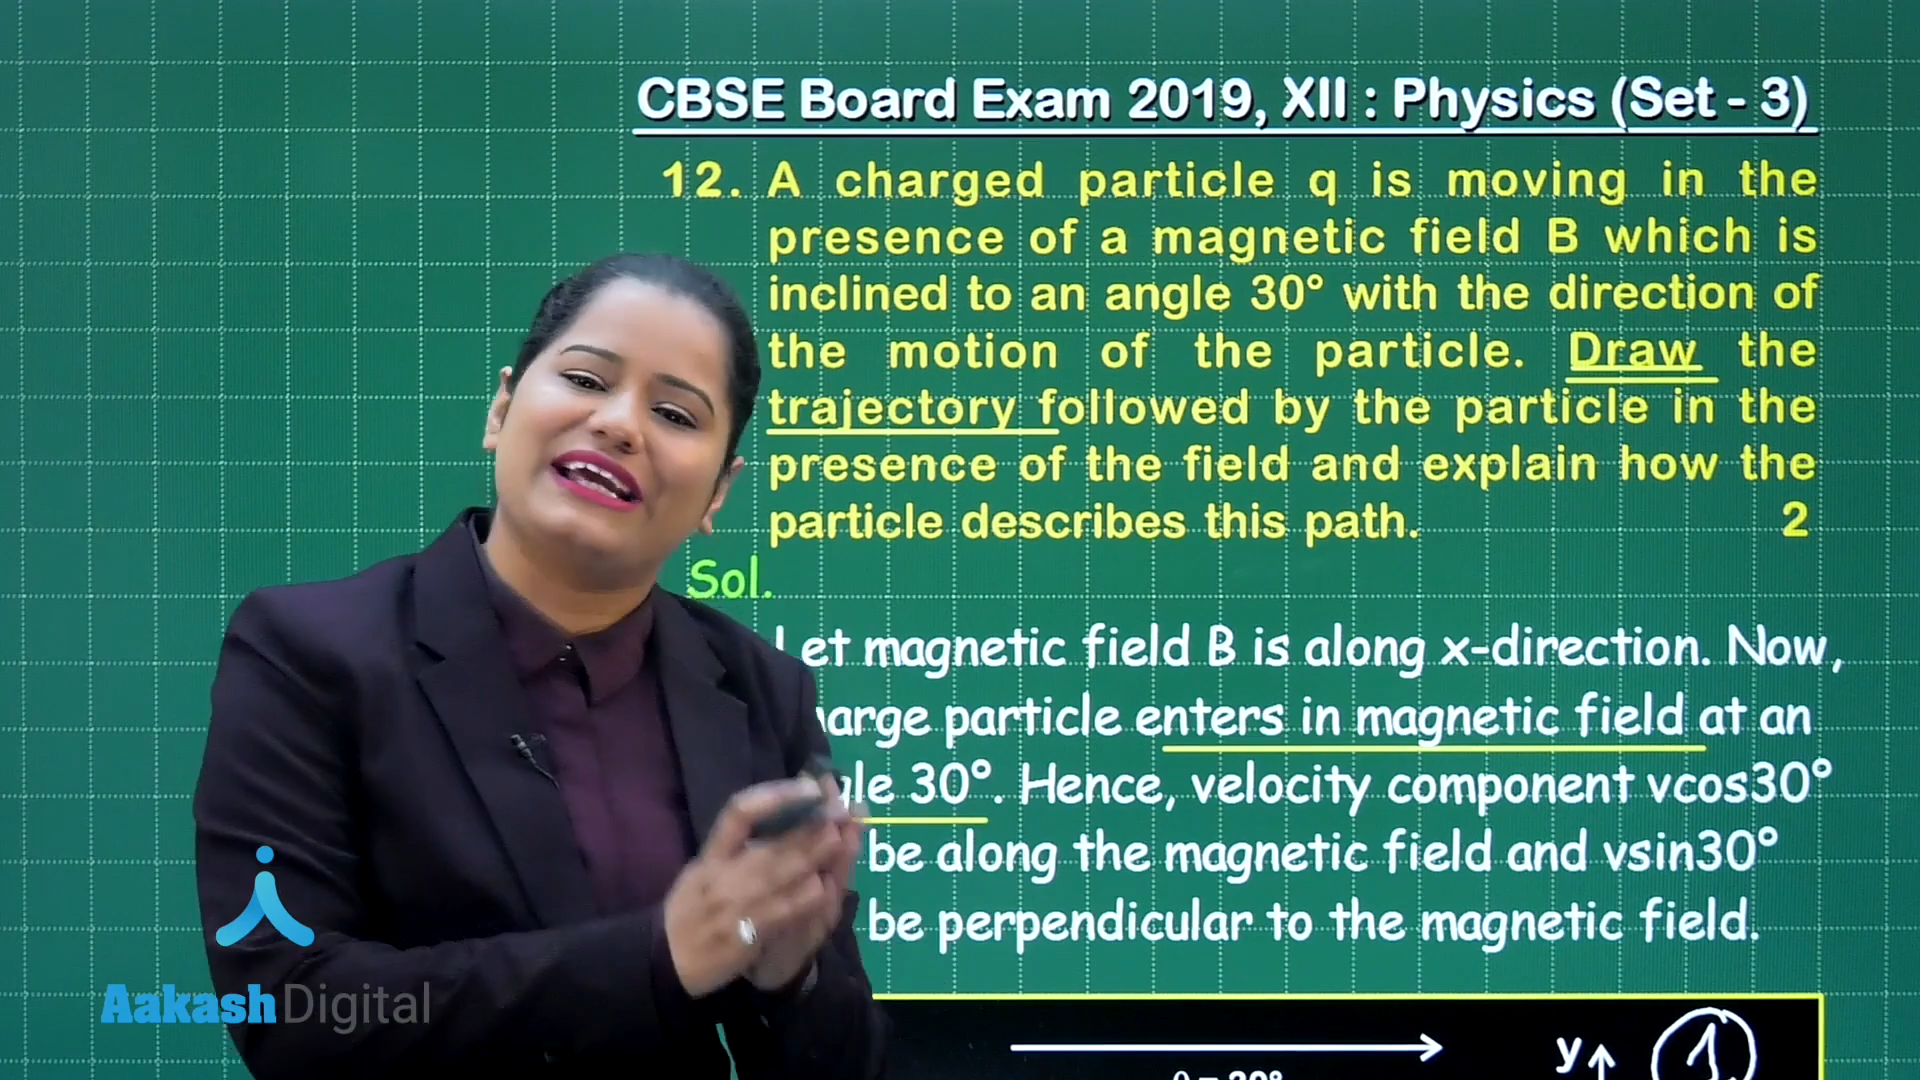 CBSE Board Exam 2019, XII : Physics (Set - 3)
12. A charged particle q is moving in the
presence of a magnetic field B which is
inclined to an angle 30° with the direction of
the motion of the particle. Draw the
trajectory followed by the particle in the
presence of the field and explain how the
particle describes this path. 2
Sol.
Let magnetic field B is along x-direction. Now,
particle enters in magnetic field at an
30°. Hence, velocity component vcos30°
be along the magnetic field and vsin30°
be perpendicular to the magnetic field.
y
1
Aakash Digital